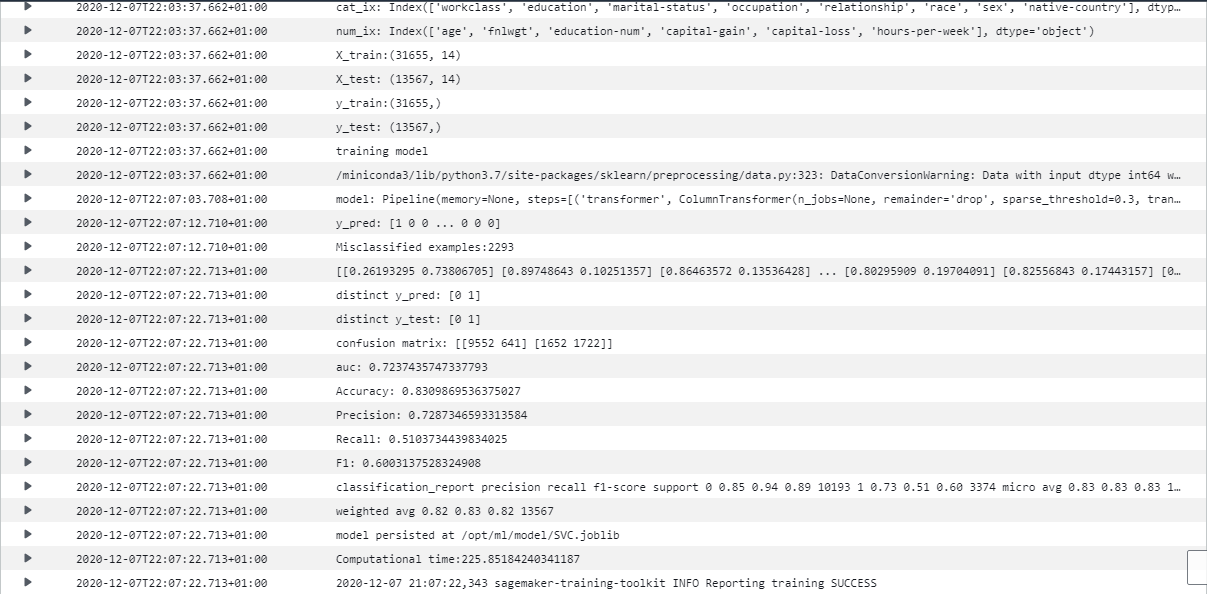 2020-12-07T22:03:37.662+01:00 cat_ix: Index(['workclass', 'education', 'marital-status', 'occupation', 'relationship', 'race', 'sex', 'native-country'], dtyp…
2020-12-07T22:03:37.662+01:00 num_ix: Index(['age', 'fnlwgt', 'education-num', 'capital-gain', 'capital-loss', 'hours-per-week'], dtype='object')
2020-12-07T22:03:37.662+01:00 X_train:(31655, 14)
2020-12-07T22:03:37.662+01:00 X_test: (13567, 14)
2020-12-07T22:03:37.662+01:00 y_train:(31655,)
2020-12-07T22:03:37.662+01:00 y_test: (13567,)
2020-12-07T22:03:37.662+01:00 training model
2020-12-07T22:03:37.662+01:00 /miniconda3/lib/python3.7/site-packages/sklearn/preprocessing/data.py:323: DataConversionWarning: Data with input dtype int64 w…
2020-12-07T22:07:03.708+01:00 model: Pipeline(memory=None, steps=[('transformer', ColumnTransformer(n_jobs=None, remainder='drop', sparse_threshold=0.3, tran…
2020-12-07T22:07:12.710+01:00 y_pred: [1 0 0 ... 0 0 0]
2020-12-07T22:07:12.710+01:00 Misclassified examples:2293
2020-12-07T22:07:22.713+01:00 [[0.26193295 0.73806705] [0.89748643 0.10251357] [0.86463572 0.13536428] ... [0.80295909 0.19704091] [0.82556843 0.17443157] [0…
2020-12-07T22:07:22.713+01:00 distinct y_pred: [0 1]
2020-12-07T22:07:22.713+01:00 distinct y_test: [0 1]
2020-12-07T22:07:22.713+01:00 confusion matrix: [[9552 641] [1652 1722]]
2020-12-07T22:07:22.713+01:00 auc: 0.7237435747337793
2020-12-07T22:07:22.713+01:00 Accuracy: 0.8309869536375027
2020-12-07T22:07:22.713+01:00 Precision: 0.7287346593313584
2020-12-07T22:07:22.713+01:00 Recall: 0.5103734439834025
2020-12-07T22:07:22.713+01:00 F1: 0.6003137528324908
2020-12-07T22:07:22.713+01:00 classification_report precision recall f1-score support 0 0.85 0.94 0.89 10193 1 0.73 0.51 0.60 3374 micro avg 0.83 0.83 0.83 1…
2020-12-07T22:07:22.713+01:00 weighted avg 0.82 0.83 0.82 13567
2020-12-07T22:07:22.713+01:00 model persisted at /opt/ml/model/SVC.joblib
2020-12-07T22:07:22.713+01:00 Computational time:225.85184240341187
2020-12-07T22:07:22.713+01:00 2020-12-07 21:07:22,343 sagemaker-training-toolkit INFO Reporting training SUCCESS